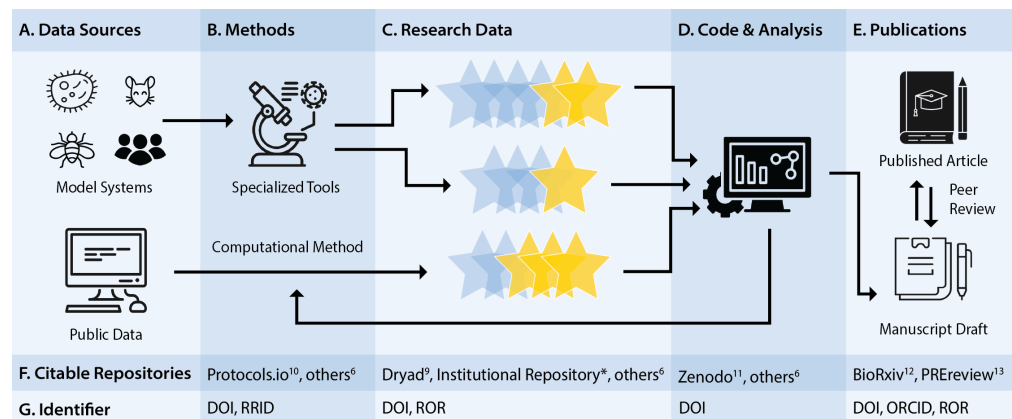 A. Data Sources
B. Methods
C. Research Data
D. Code & Analysis
E. Publications
Model Systems
Specialized Tools
Published Article
Peer
Review
Computational Method
Public Data
Manuscript Draft
F. Citable Repositories
Protocols.io¹⁰, others⁶
Dryad⁹, Institutional Repository*, others⁶
Zenodo¹¹, others⁶
BioRxiv¹², PREreview¹³
G. Identifier
DOI, RRID
DOI, ROR
DOI
DOI, ORCID, ROR